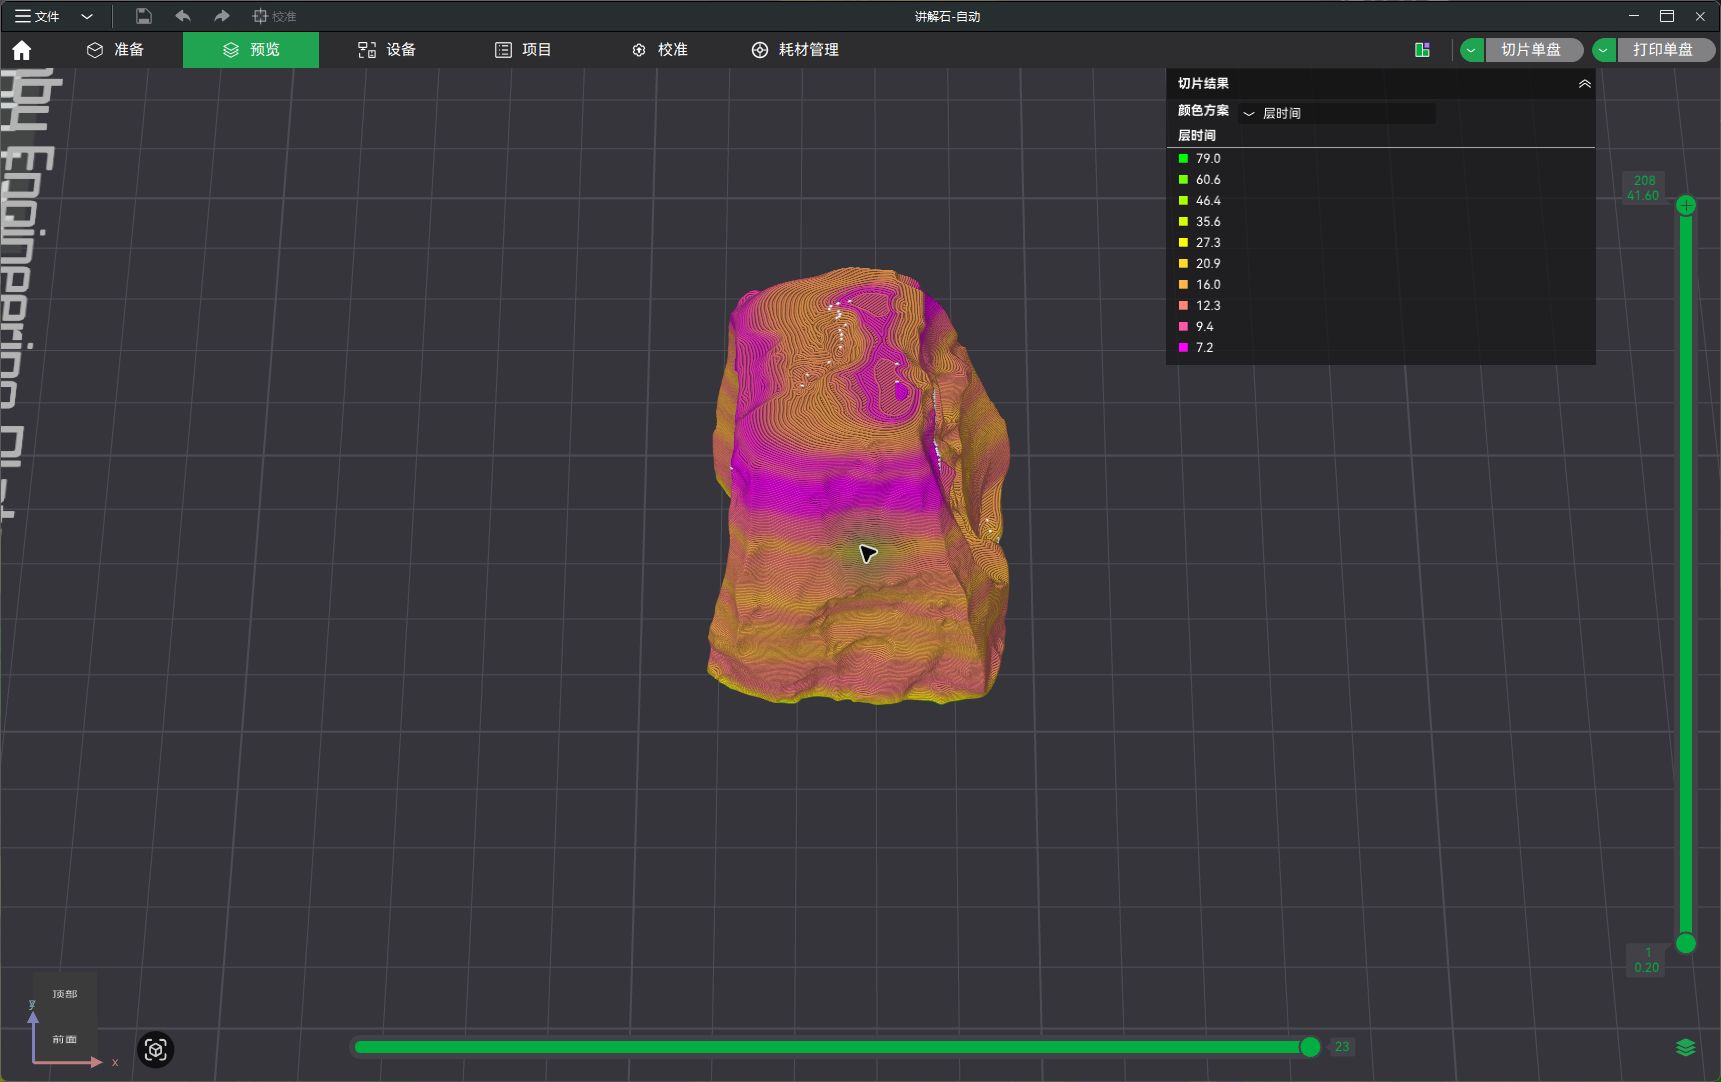 文件
校准
讲解石-自动
准备
预览
设备
项目
校准
耗材管理
切片单盘
打印单盘
切片结果
颜色方案 层时间
层时间
79.0
60.6
46.4
35.6
27.3
20.9
16.0
12.3
9.4
7.2
208
41.60
1
0.20
Engineering
顶部
前面
y
x
23